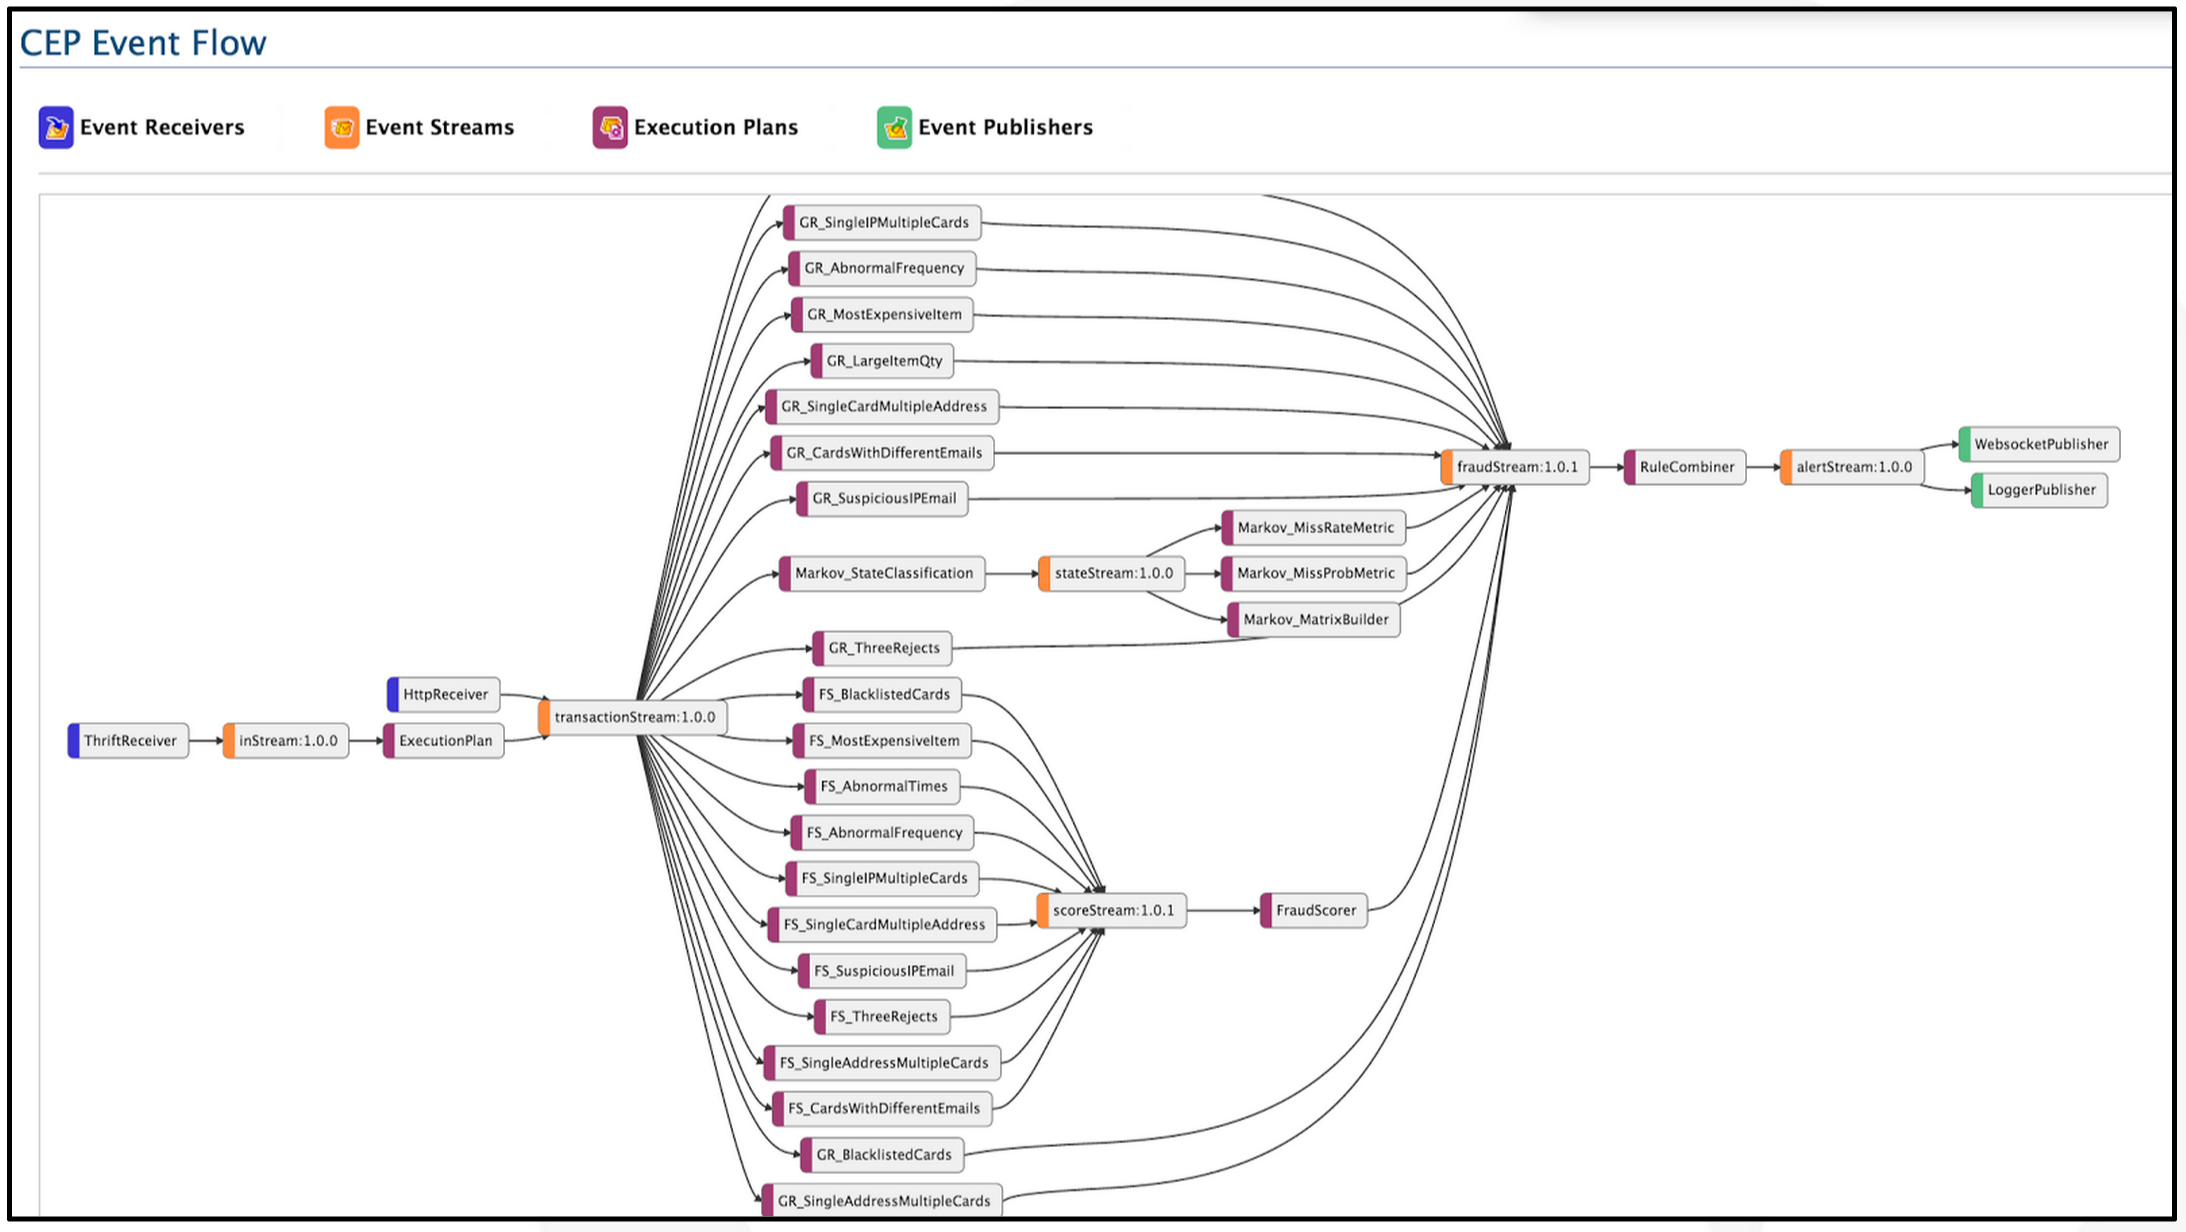 CEP Event Flow
Event Receivers
Event Streams
Execution Plans
Event Publishers
GR_SingleIPMultipleCards
GR_AbnormalFrequency
GR_MostExpensiveItem
GR_LargeItemQty
GR_SingleCardMultipleAddress
GR_CardsWithDifferentEmails
GR_SuspiciousIPEmail
Markov_StateClassification
GR_ThreeRejects
FS_BlacklistedCards
FS_MostExpensiveItem
FS_AbnormalTimes
FS_AbnormalFrequency
FS_SingleIPMultipleCards
FS_SingleCardMultipleAddress
FS_SuspiciousIPEmail
FS_ThreeRejects
FS_SingleAddressMultipleCards
FS_CardsWithDifferentEmails
GR_BlacklistedCards
GR_SingleAddressMultipleCards
HttpReceiver
ThriftReceiver
inStream:1.0.0
ExecutionPlan
transactionStream:1.0.0
stateStream:1.0.0
Markov_MissRateMetric
Markov_MissProbMetric
Markov_MatrixBuilder
scoreStream:1.0.1
FraudScorer
fraudStream:1.0.1
RuleCombiner
alertStream:1.0.0
WebsocketPublisher
LoggerPublisher